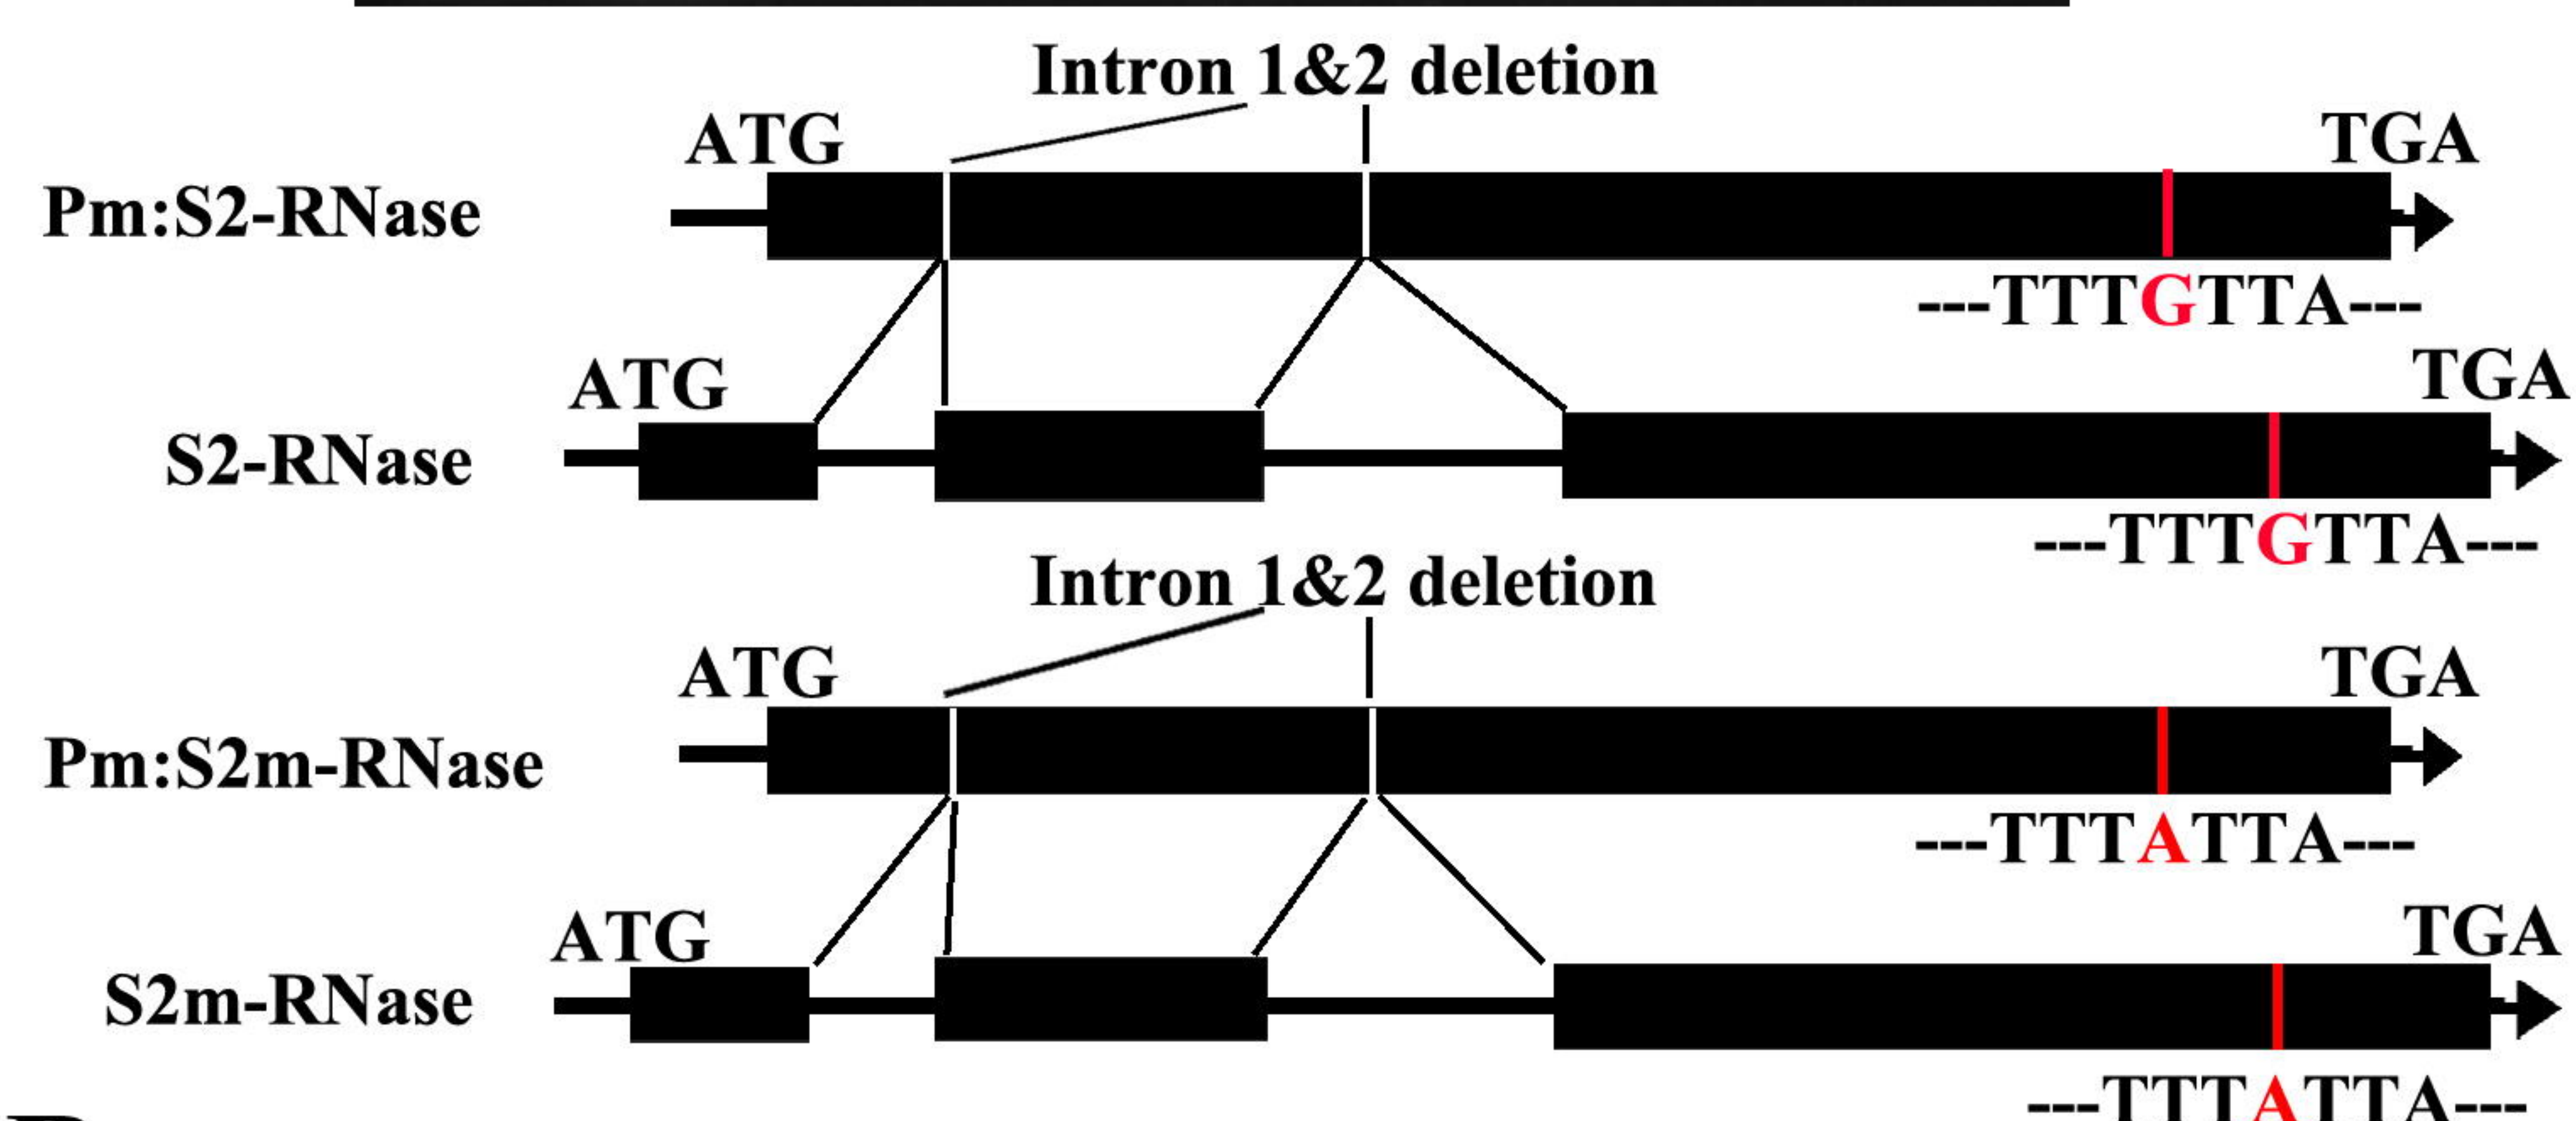 Intron 1&2 deletion
ATG TGA
Pm:S2-RNase
---TTTGTTA---
ATG TGA
S2-RNase
---TTTGTTA---
Intron 1&2 deletion
ATG TGA
Pm:S2m-RNase
---TTTATTA---
ATG TGA
S2m-RNase
---TTTATTA---